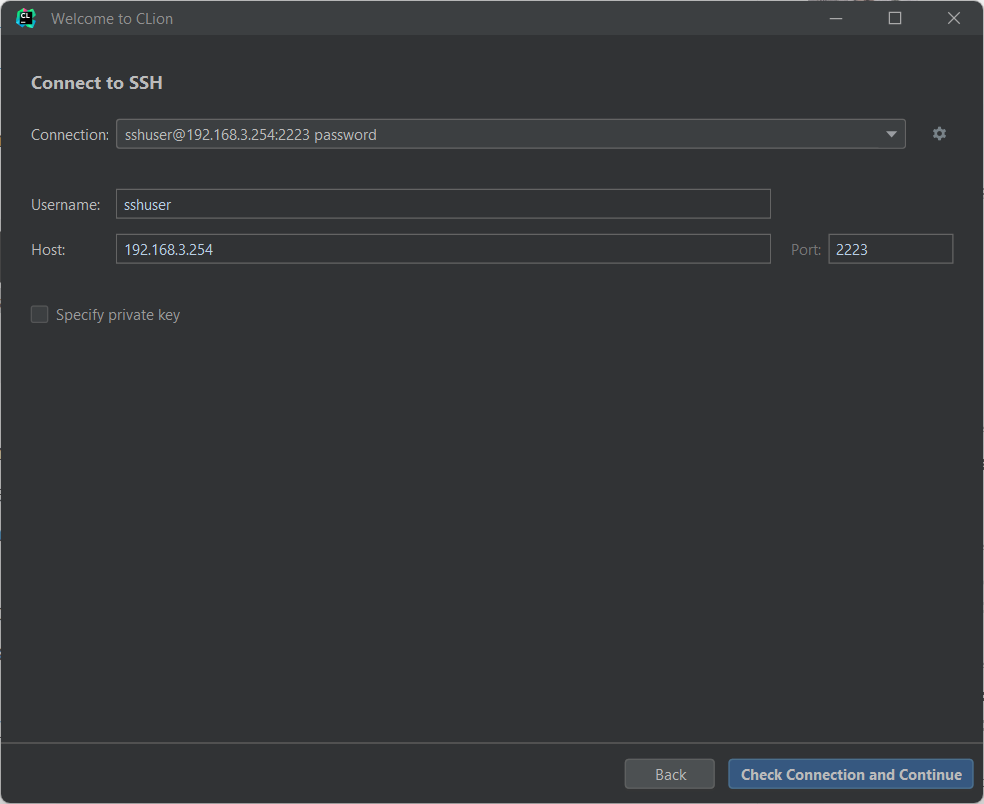 CL
Welcome to CLion
Connect to SSH
Connection: sshuser@192.168.3.254:2223 password
Username: sshuser
Host: 192.168.3.254 Port: 2223
Specify private key
Back Check Connection and Continue